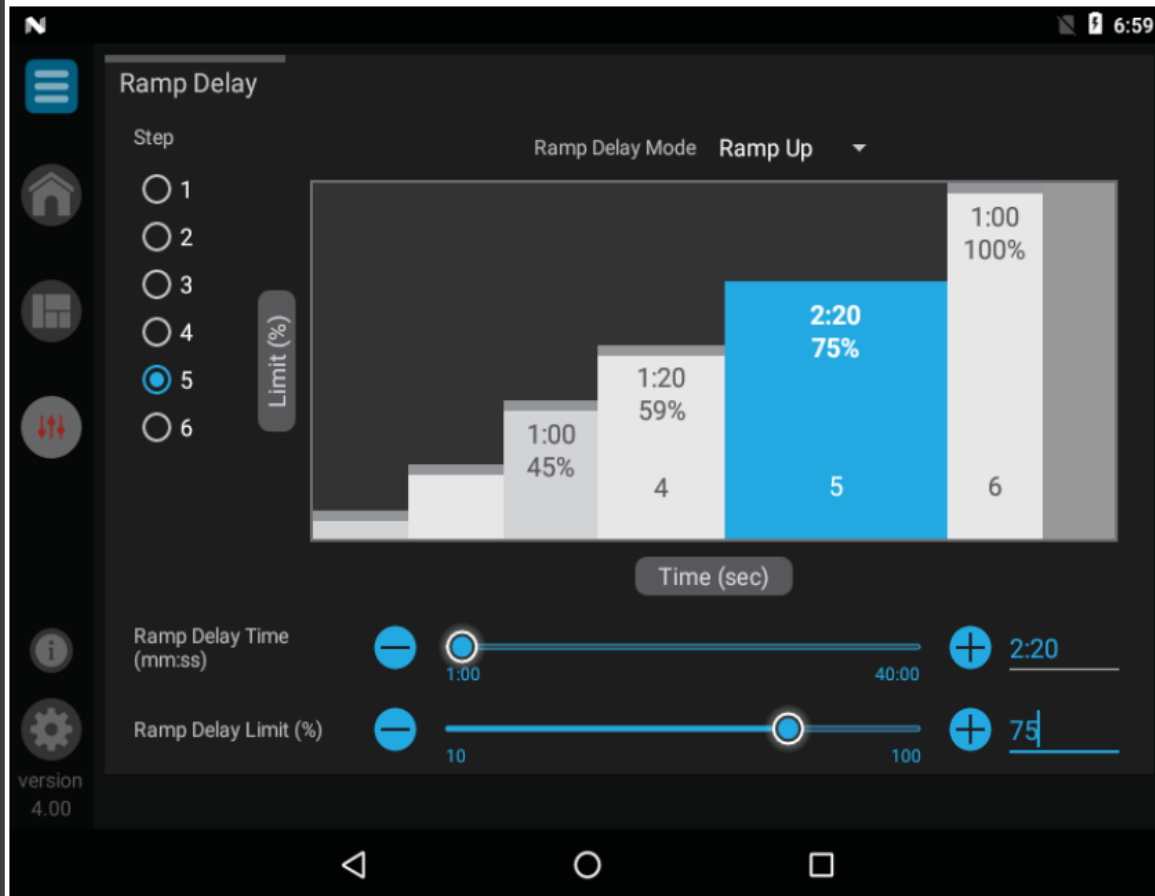 6:59
Ramp Delay
Step
Ramp Delay Mode Ramp Up
1
2
3
4
5
6
Limit (%)
1:00
45%
1:20
59%
4
2:20
75%
5
1:00
100%
6
Time (sec)
Ramp Delay Time
(mm:ss)
1:00
40:00
2:20
Ramp Delay Limit (%)
10
100
75
version
4.00